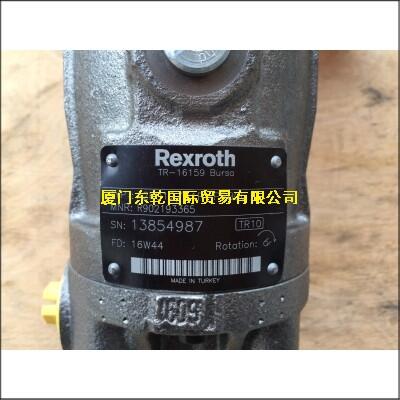 Rexroth
TR-16159 Bursa
厦门东乾国际贸易有限公司
MNR: R902193365
SN: 13854987 TR10
FD: 16W44 Rotation:
MADE IN TURKEY